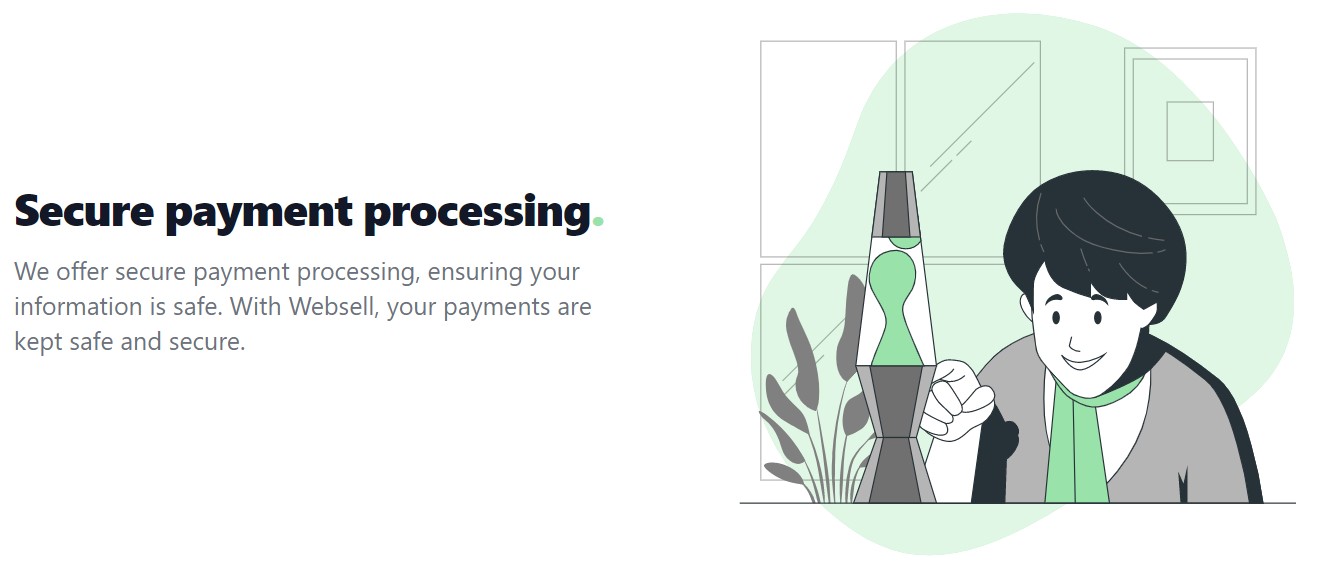 Secure payment processing.
We offer secure payment processing, ensuring your
information is safe. With Websell, your payments are
kept safe and secure.